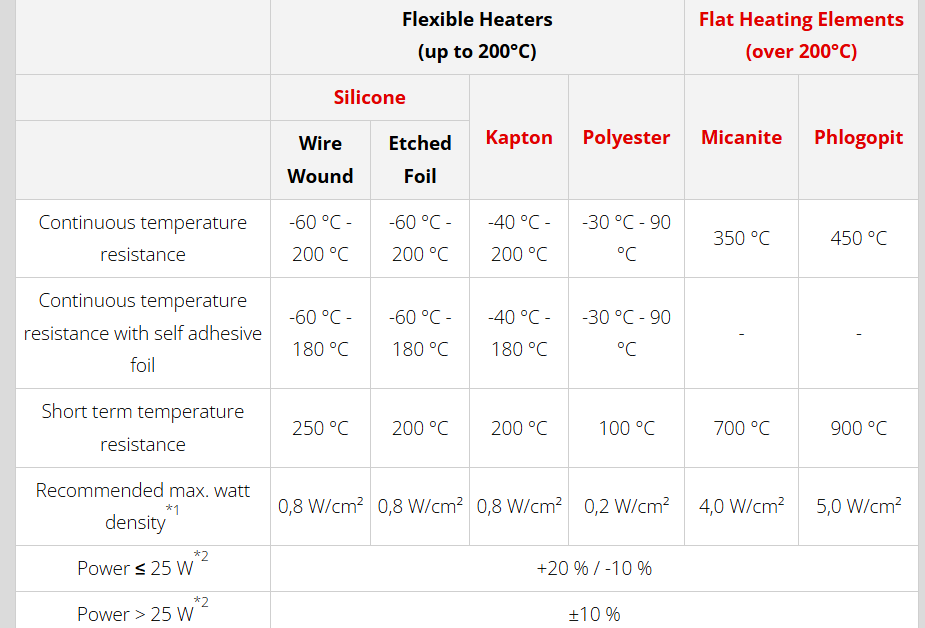 Flexible Heaters
(up to 200°C)
Flat Heating Elements
(over 200°C)
Silicone
Kapton
Polyester
Micanite
Phlogopit
Wire
Wound
Etched
Foil
Continuous temperature
resistance
-60 °C -
200 °C
-60 °C -
200 °C
-40 °C -
200 °C
-30 °C - 90
°C
350 °C
450 °C
Continuous temperature
resistance with self adhesive
foil
-60 °C -
180 °C
-60 °C -
180 °C
-40 °C -
180 °C
-30 °C - 90
°C
-
-
Short term temperature
resistance
250 °C
200 °C
200 °C
100 °C
700 °C
900 °C
Recommended max. watt
density*1
0,8 W/cm²
0,8 W/cm²
0,8 W/cm²
0,2 W/cm²
4,0 W/cm²
5,0 W/cm²
Power ≤ 25 W*2
+20 % / -10 %
Power > 25 W*2
±10 %